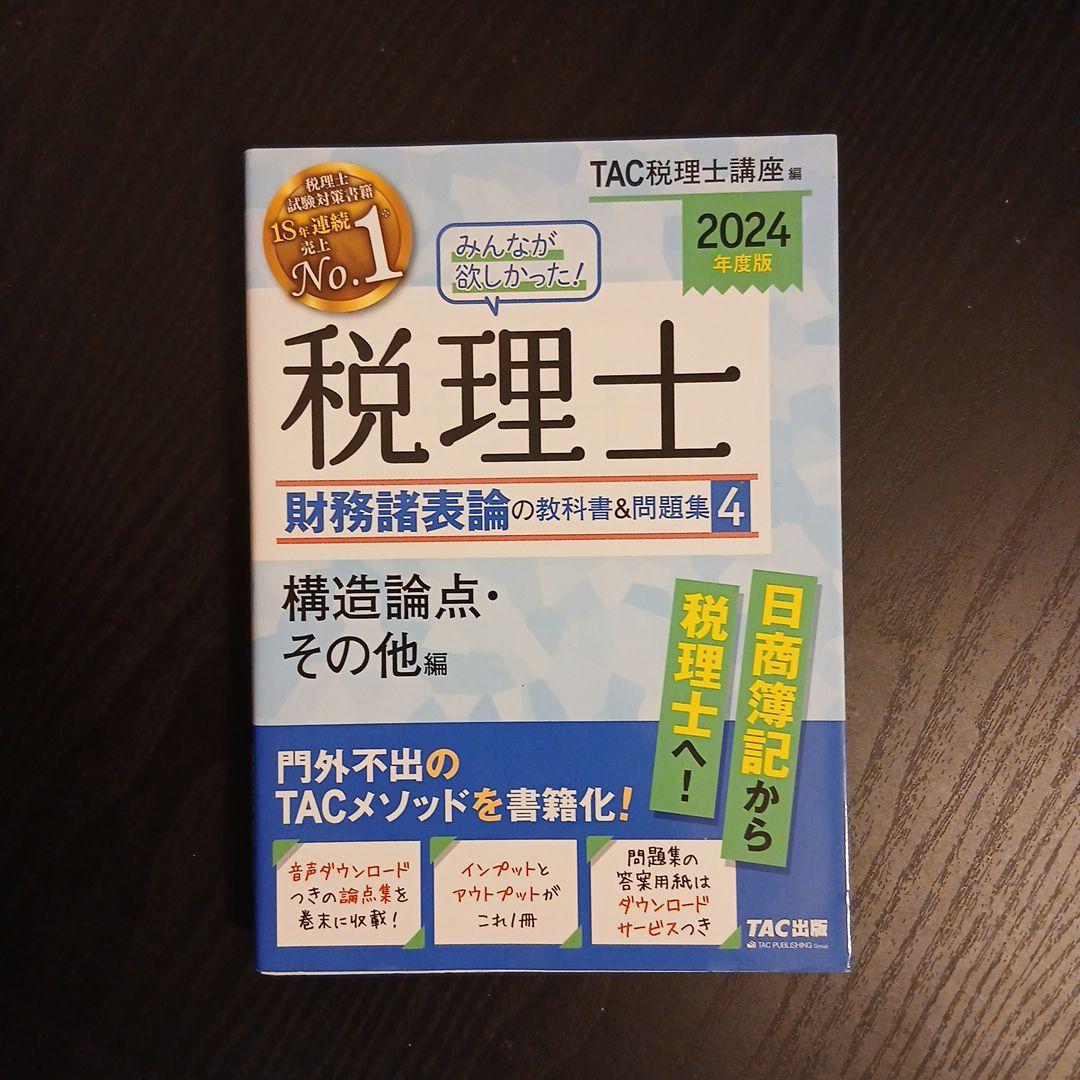 税理士
試験対策書籍
18年連続
売上
No.1※
TAC税理士講座 編
2024
年度版
みんなが
欲しかった!
税理士
財務諸表論の教科書&問題集4
構造論点・
その他編
日商簿記から
税理士へ!
門外不出の
TACメソッドを書籍化!
音声ダウンロード
つきの論点集を
巻末に収載!
インプットと
アウトプットが
これ1冊
問題集の
答案用紙は
ダウンロード
サービスつき
TAC出版
TAC PUBLISHING Group